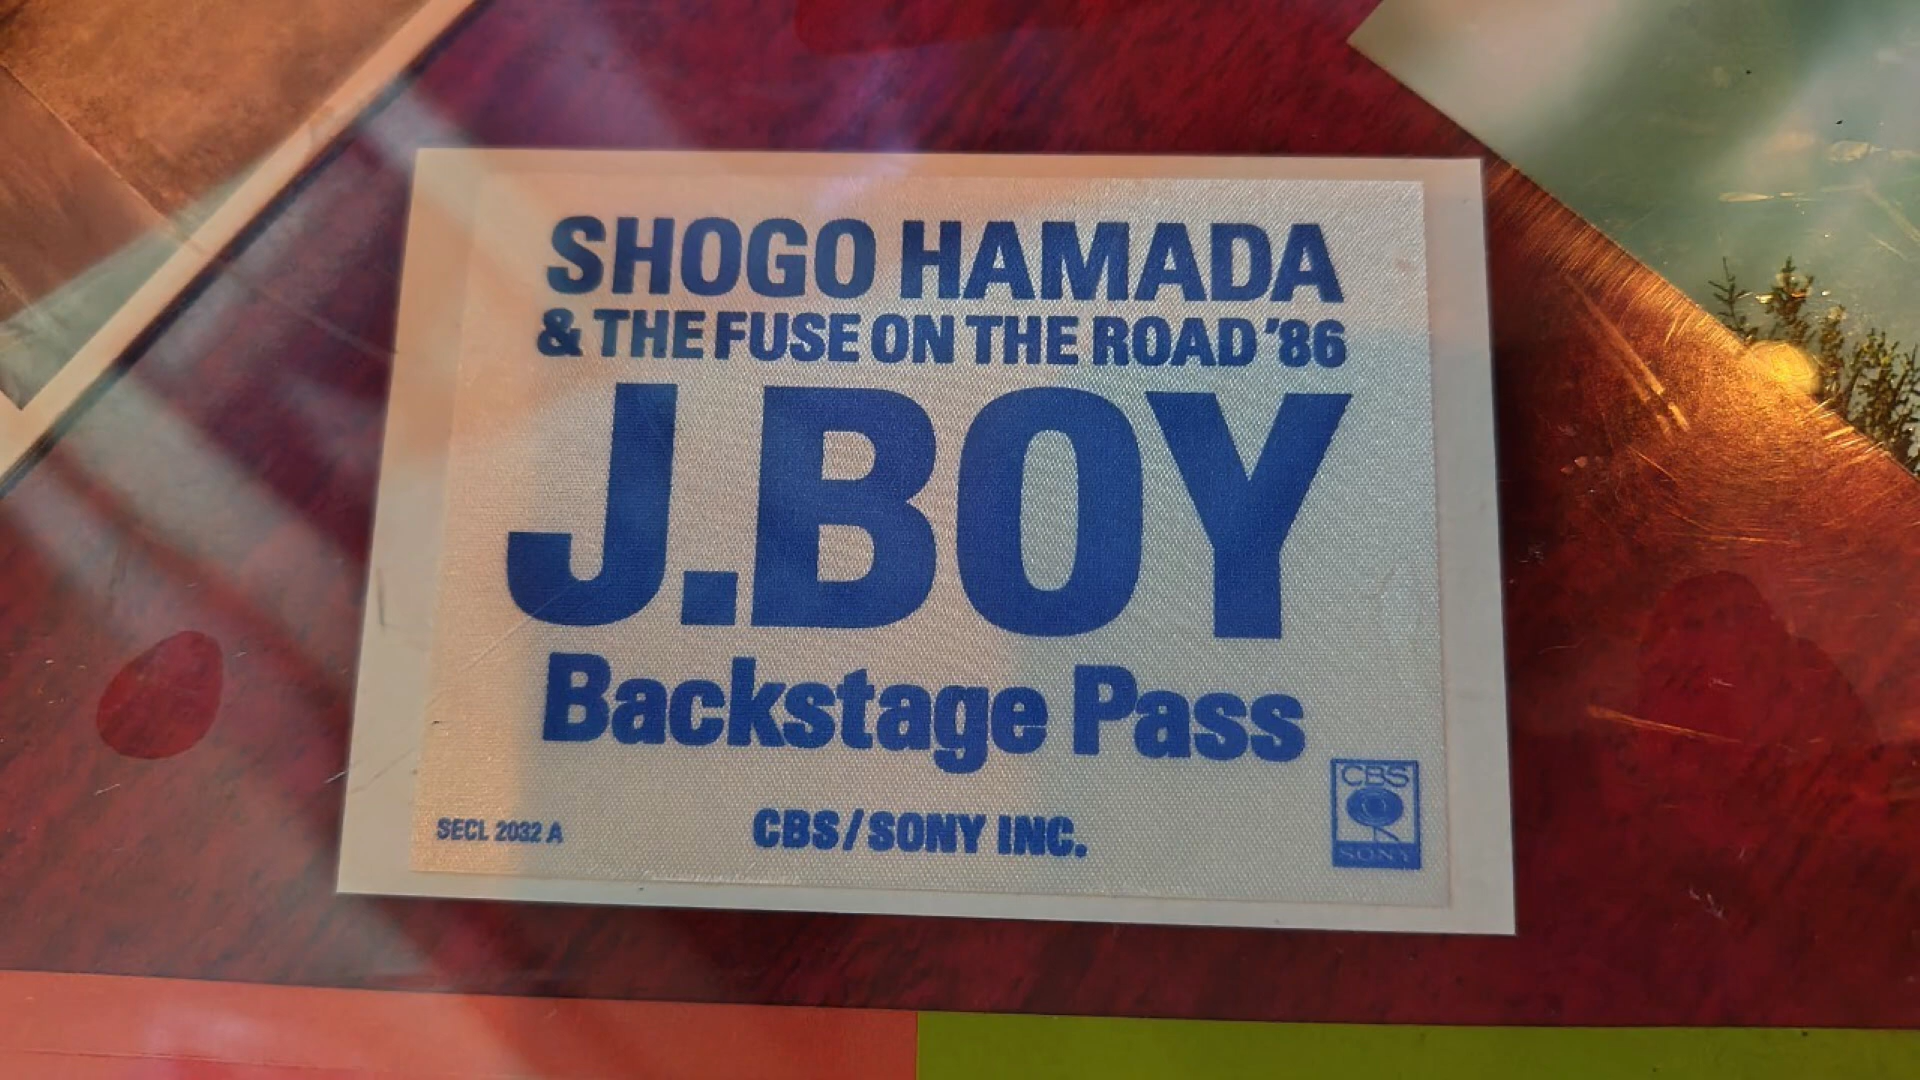 SHOGO HAMADA
& THE FUSE ON THE ROAD '86
J.BOY
Backstage Pass
SECL 2032 A
CBS/SONY INC.
CBS
SONY